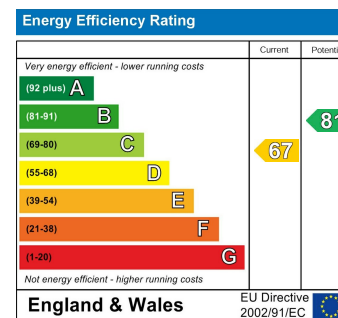 Energy Efficiency Rating
Current Potenti
Very energy efficient - lower running costs
(92 plus) A
(81-91) B
81
(69-80) C
67
(55-68) D
(39-54) E
(21-38) F
(1-20) G
Not energy efficient - higher running costs
England & Wales
EU Directive
2002/91/EC